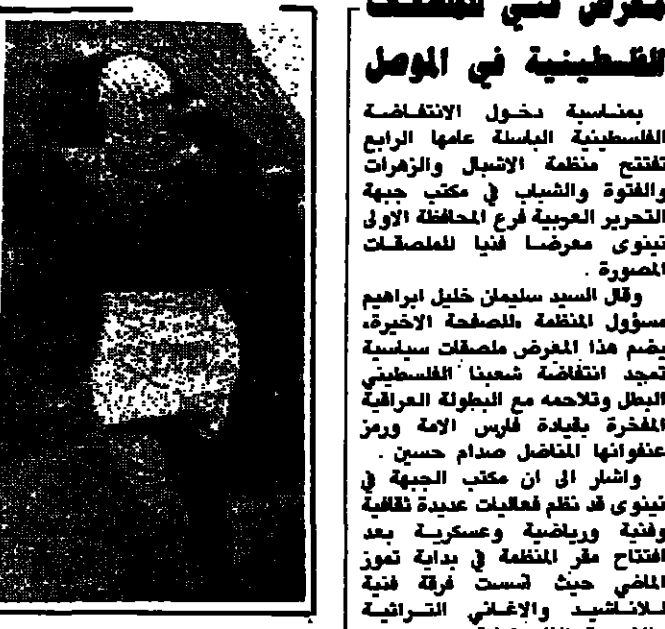 معرض فني للملصقات
الفلسطينية في الموصل
بمناسبة دخول الانتفاضة
الفلسطينية الباسلة عامها الرابع
تفتتح منظمة الاشبال والزهرات
والفتوة والشباب في مكتب جبهة
التحرير العربية فرع المحافظة الاولى
نينوى معرضا فنيا للملصقات
المصورة .
وقال السيد سليمان خليل ابراهيم
مسؤول المنظمة «للصفحة الاخيرة»
يضم هذا المعرض ملصقات سياسية
تمجد انتفاضة شعبنا الفلسطيني
البطل وتلاحمه مع البطولة العراقية
المفخرة بقيادة فارس الامة ورمز
عنفوانها المناضل صدام حسين .
واشار الى ان مكتب الجبهة في
نينوى قد نظم فعاليات عديدة ثقافية
وفنية ورياضية وعسكرية بعد
افتتاح مقر المنظمة في بداية تموز
الماضي حيث اسست فرقة فنية
للاناشيد والاغاني التراثية